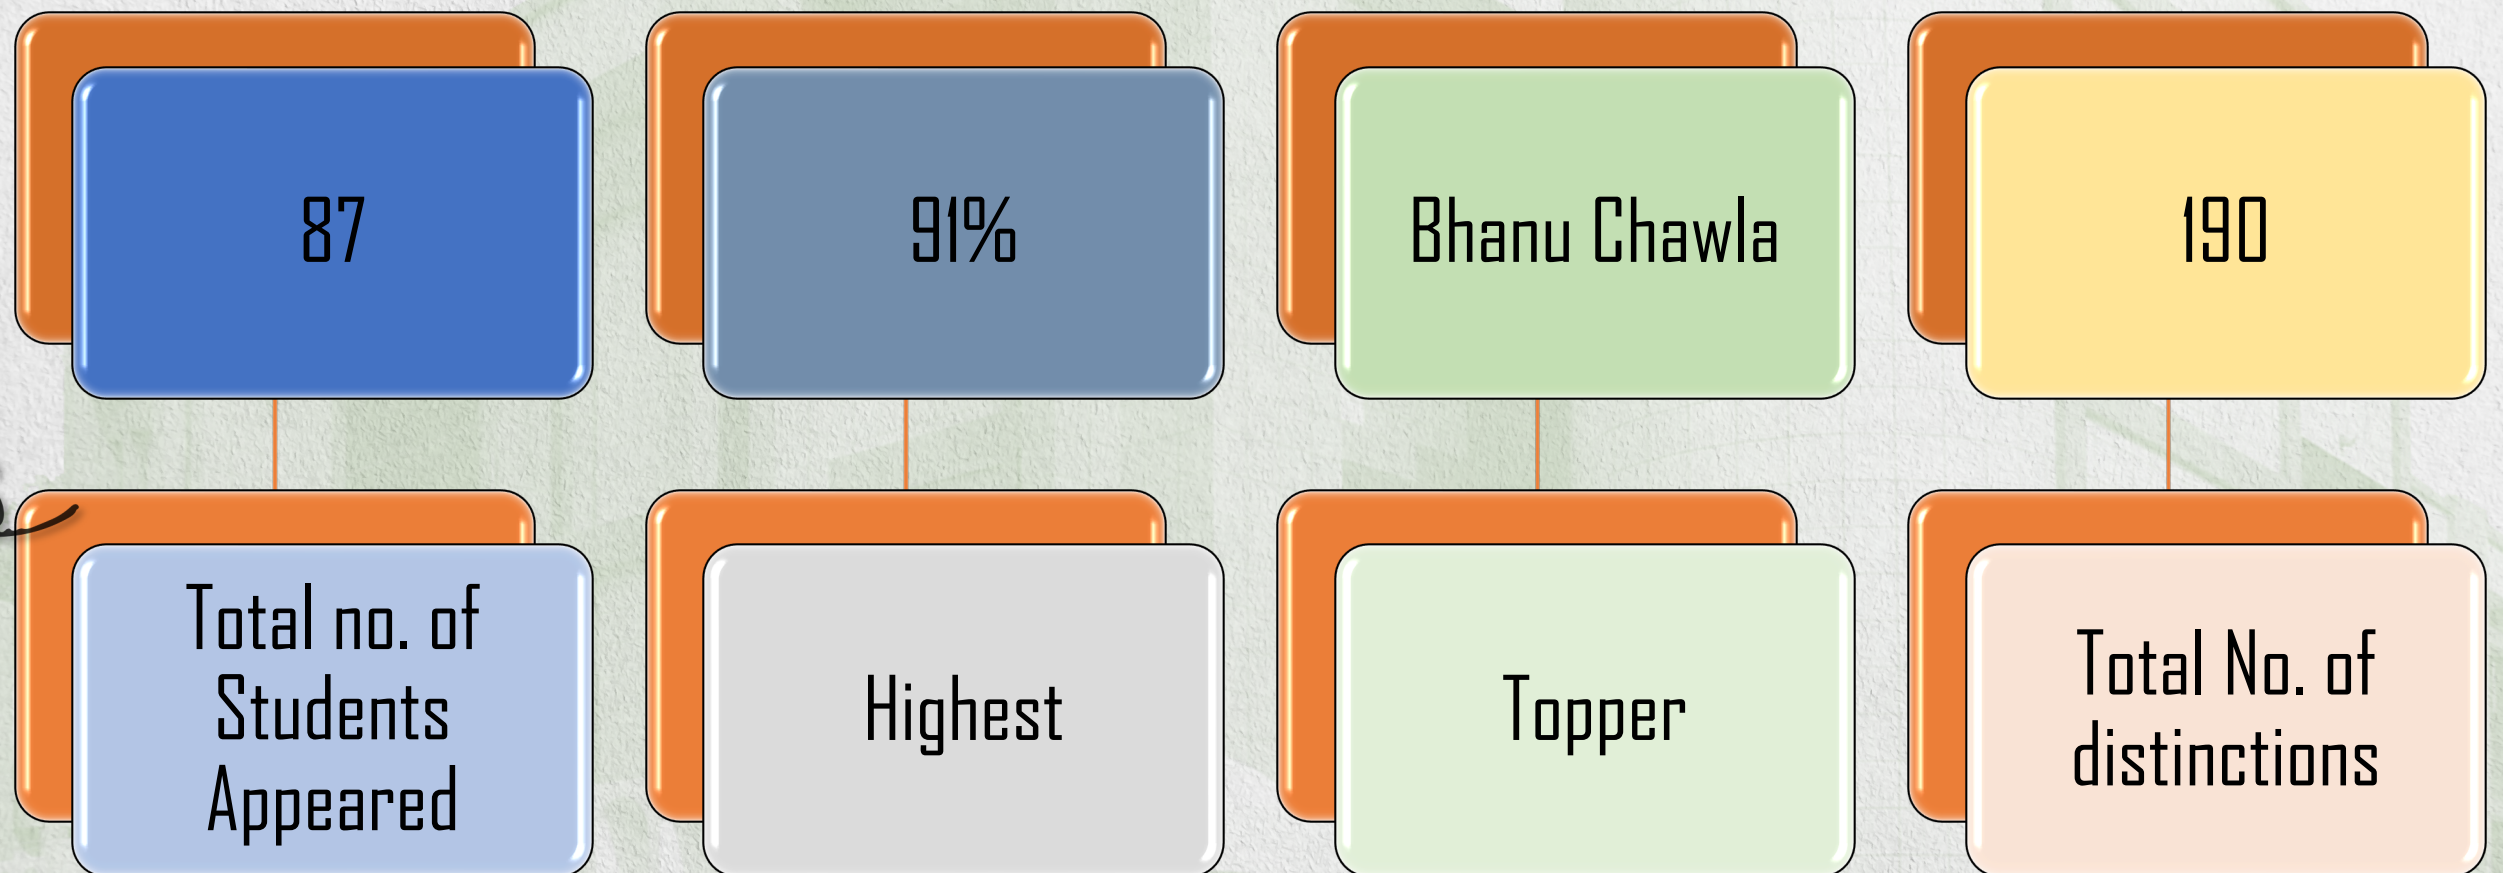 87
91%
Bhanu Chawla
190
Total no. of
Students
Appeared
Highest
Topper
Total No. of
distinctions